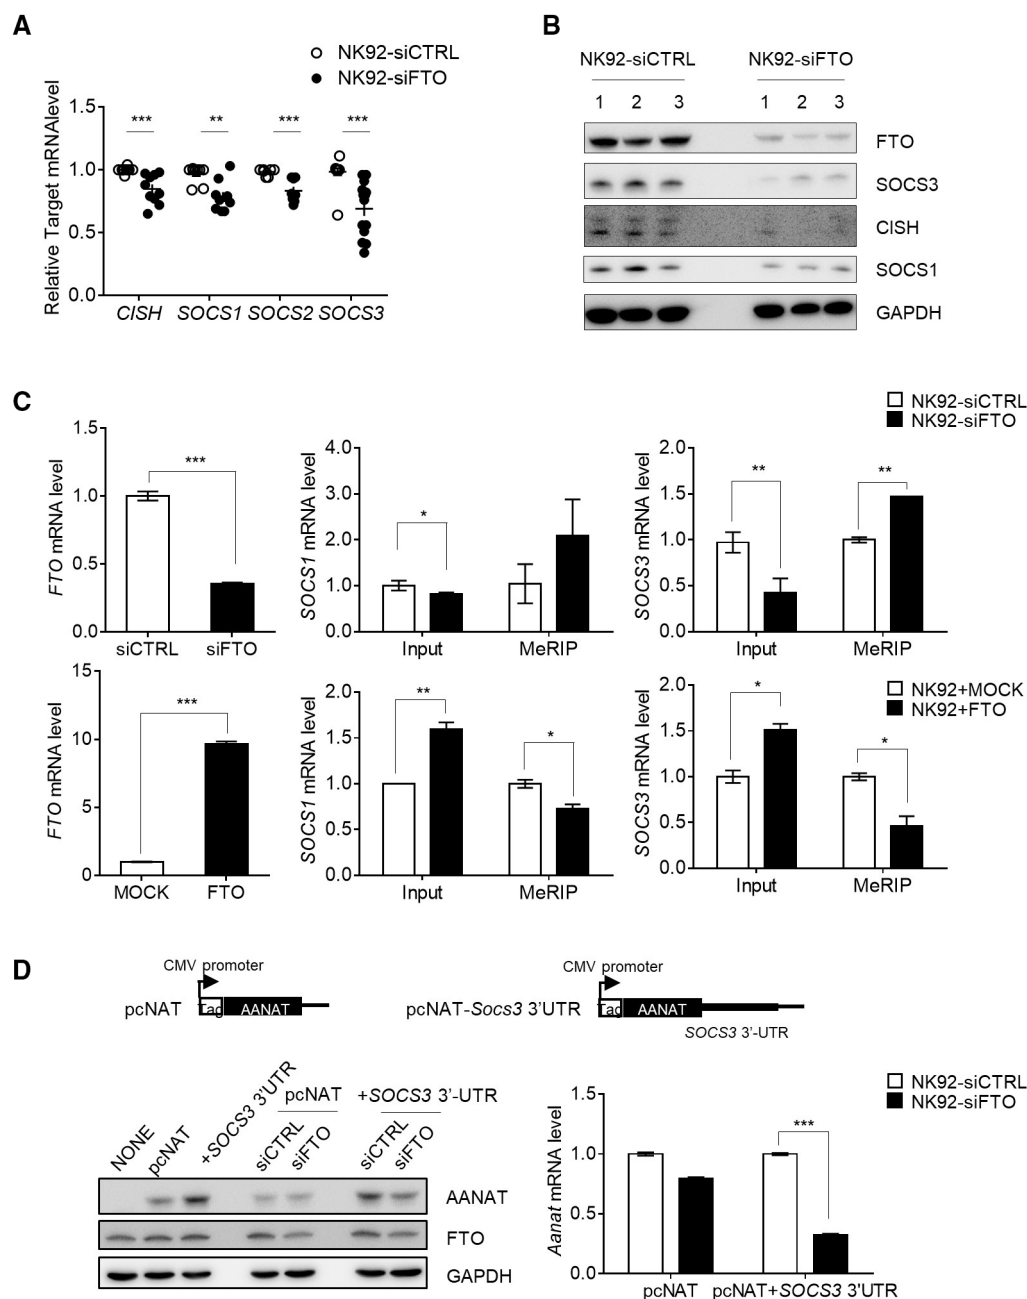 A
NK92-siCTRL
NK92-siFTO
Relative Target mRNAlevel
1.5
1.0
0.5
0.0
***
**
***
***
CISH SOCS1 SOCS2 SOCS3
B
NK92-siCTRL NK92-siFTO
1 2 3 1 2 3
FTO
SOCS3
CISH
SOCS1
GAPDH
C
NK92-siCTRL
NK92-siFTO
FTO mRNA level
1.5
1.0
0.5
0.0
***
siCTRL siFTO
SOCS1 mRNA level
4.0
3.0
2.0
1.0
0.0
*
Input MeRIP
SOCS3 mRNA level
2.0
1.5
1.0
0.5
0.0
**
**
Input MeRIP
NK92+MOCK
NK92+FTO
FTO mRNA level
15
10
5
0
***
MOCK FTO
SOCS1 mRNA level
2.0
1.5
1.0
0.5
0.0
**
*
Input MeRIP
SOCS3 mRNA level
2.0
1.5
1.0
0.5
0.0
*
*
Input MeRIP
D
CMV promoter
pcNAT
Tag AANAT
CMV promoter
pcNAT-Socs3 3'UTR
Tag AANAT
SOCS3 3'-UTR
NONE
pcNAT
+SOCS3 3'UTR
pcNAT
siCTRL
siFTO
+SOCS3 3'-UTR
siCTRL
siFTO
AANAT
FTO
GAPDH
NK92-siCTRL
NK92-siFTO
Aanat mRNA level
1.5
1.0
0.5
0.0
***
pcNAT pcNAT+SOCS3 3'UTR